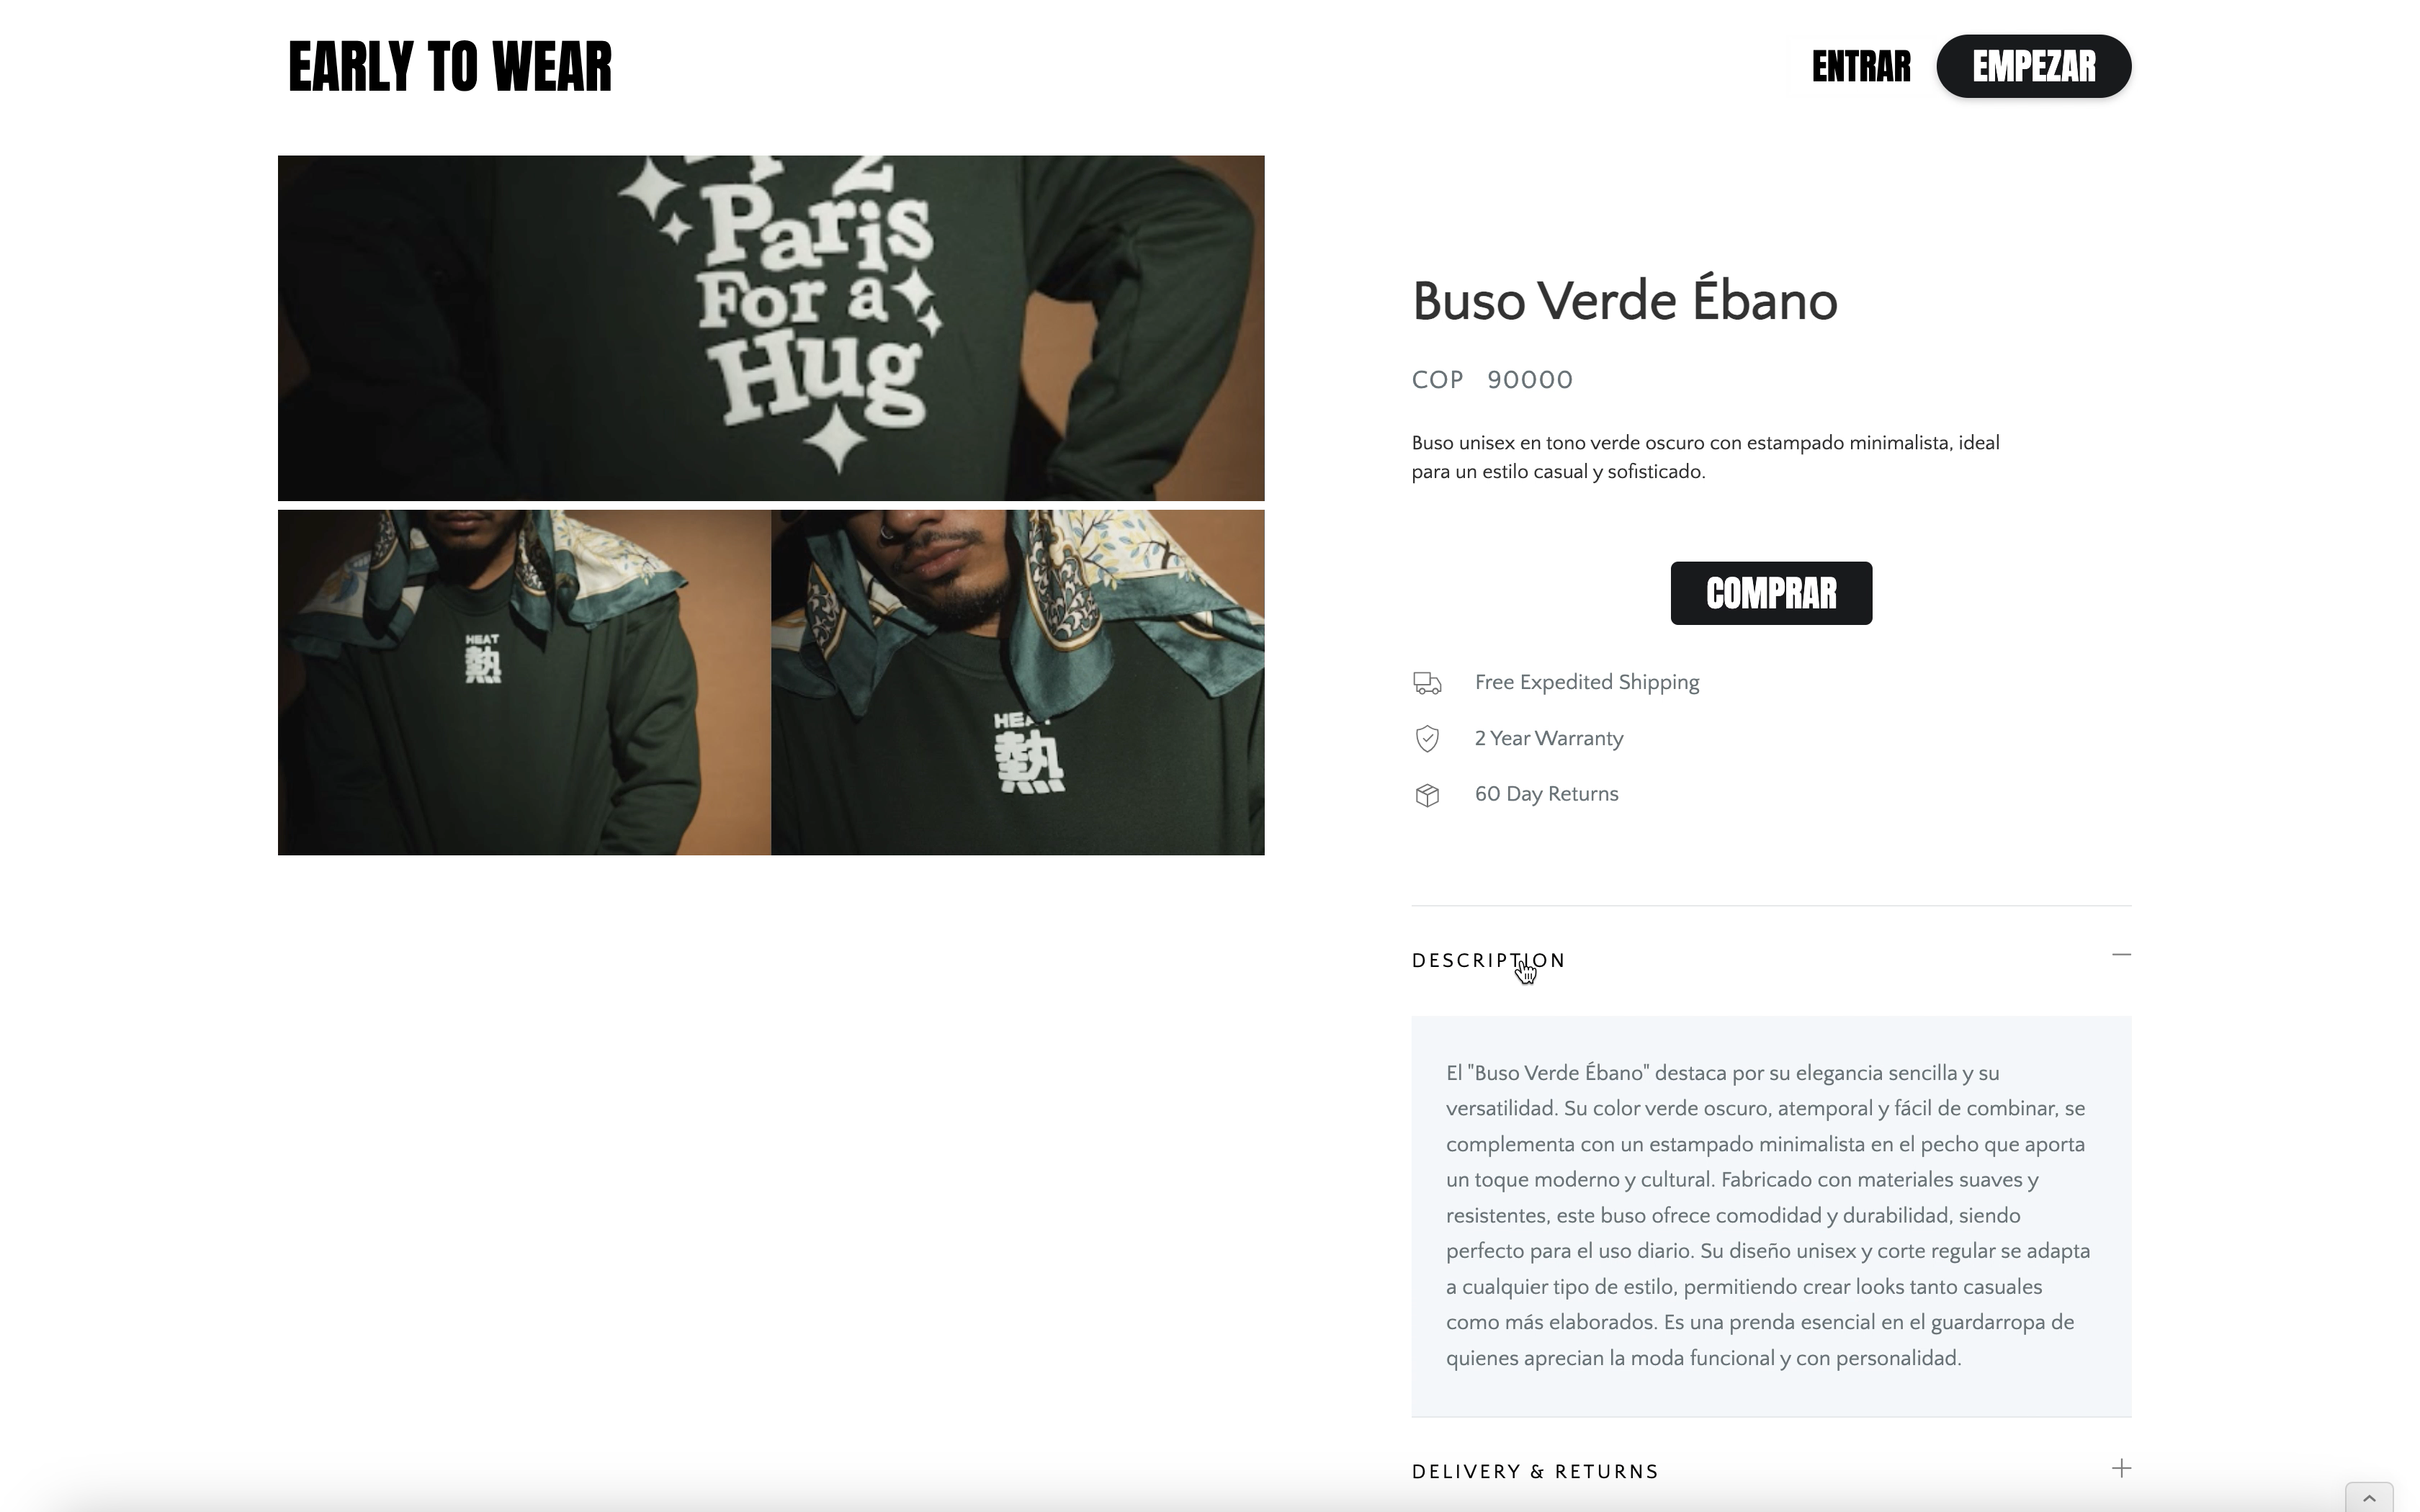 EARLY TO WEAR
ENTRAR
EMPEZAR
Paris
For a
Hug
HEAT
熱
熱
Buso Verde Ébano
COP 90000
Buso unisex en tono verde oscuro con estampado minimalista, ideal
para un estilo casual y sofisticado.
COMPRAR
Free Expedited Shipping
2 Year Warranty
60 Day Returns
DESCRIPTION
El "Buso Verde Ébano" destaca por su elegancia sencilla y su
versatilidad. Su color verde oscuro, atemporal y fácil de combinar, se
complementa con un estampado minimalista en el pecho que aporta
un toque moderno y cultural. Fabricado con materiales suaves y
resistentes, este buso ofrece comodidad y durabilidad, siendo
perfecto para el uso diario. Su diseño unisex y corte regular se adapta
a cualquier tipo de estilo, permitiendo crear looks tanto casuales
como más elaborados. Es una prenda esencial en el guardarropa de
quienes aprecian la moda funcional y con personalidad.
DELIVERY & RETURNS